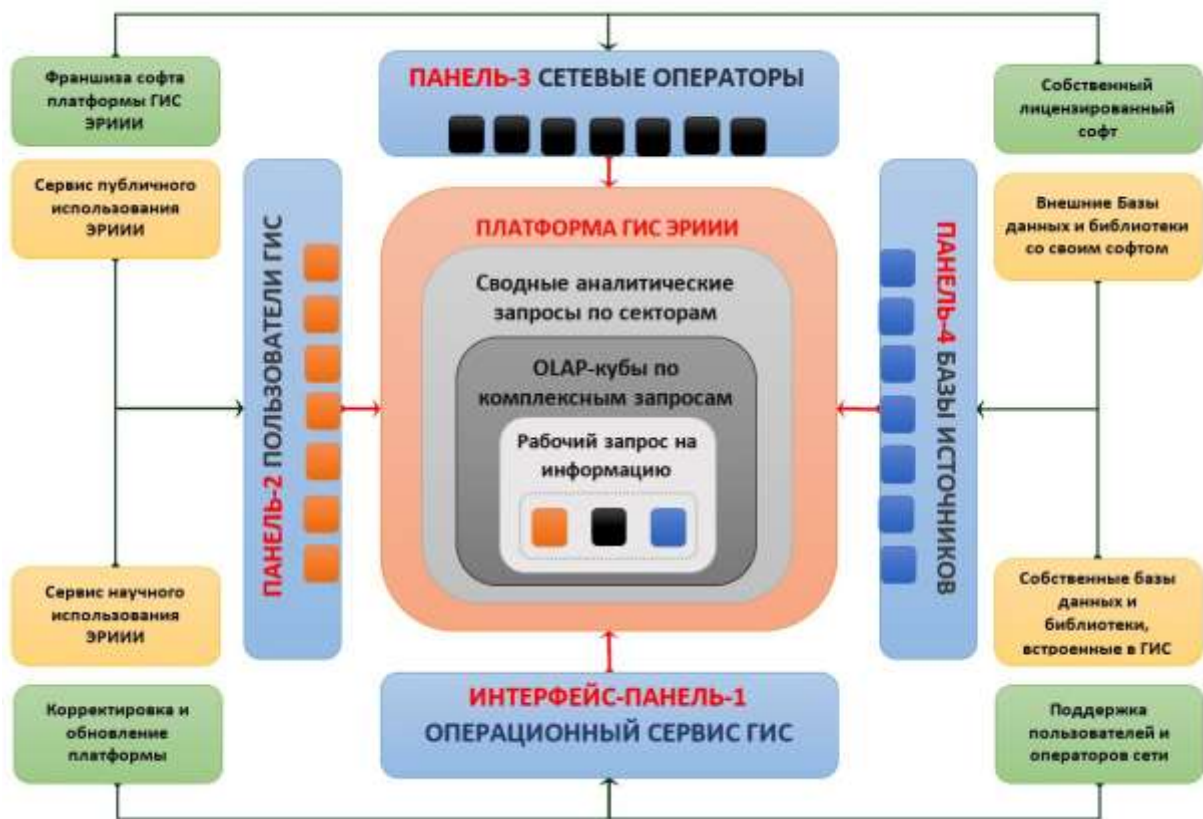 Франшиза софта
платформы ГИС
ЭРИИИ
ПАНЕЛЬ-3 СЕТЕВЫЕ ОПЕРАТОРЫ
Собственный
лицензированный
софт
Сервис публичного
использования
ЭРИИИ
ПАНЕЛЬ-2 ПОЛЬЗОВАТЕЛИ ГИС
ПЛАТФОРМА ГИС ЭРИИИ
Сводные аналитические
запросы по секторам
OLAP-кубы по
комплексным запросам
Рабочий запрос на
информацию
ПАНЕЛЬ-4 БАЗЫ ИСТОЧНИКОВ
Внешние Базы
данных и библиотеки
со своим софтом
Сервис научного
использования
ЭРИИИ
Собственные базы
данных и
библиотеки,
встроенные в ГИС
Корректировка и
обновление
платформы
ИНТЕРФЕЙС-ПАНЕЛЬ-1
ОПЕРАЦИОННЫЙ СЕРВИС ГИС
Поддержка
пользователей и
операторов сети